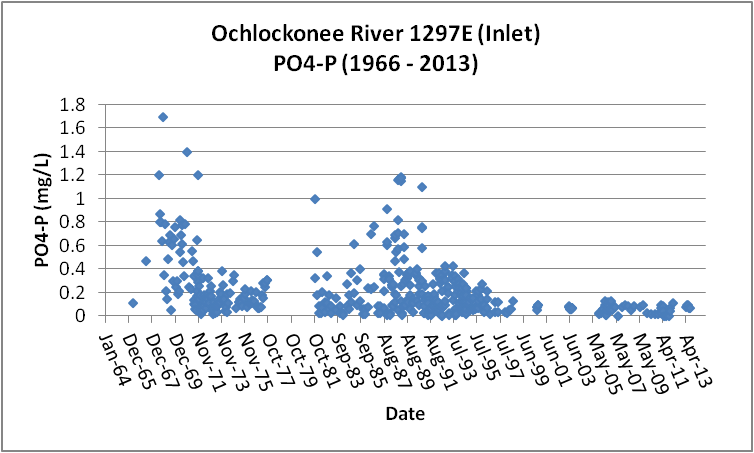 Ochlockonee River 1297E (Inlet)
PO4-P (1966 - 2013)
PO4-P (mg/L)
1.8
1.6
1.4
1.2
1
0.8
0.6
0.4
0.2
0
Jan-64
Dec-65
Dec-67
Dec-69
Nov-71
Nov-73
Nov-75
Oct-77
Oct-79
Oct-81
Sep-83
Sep-85
Aug-87
Aug-89
Aug-91
Jul-93
Jul-95
Jul-97
Jun-99
Jun-01
Jun-03
May-05
May-07
May-09
Apr-11
Apr-13
Date